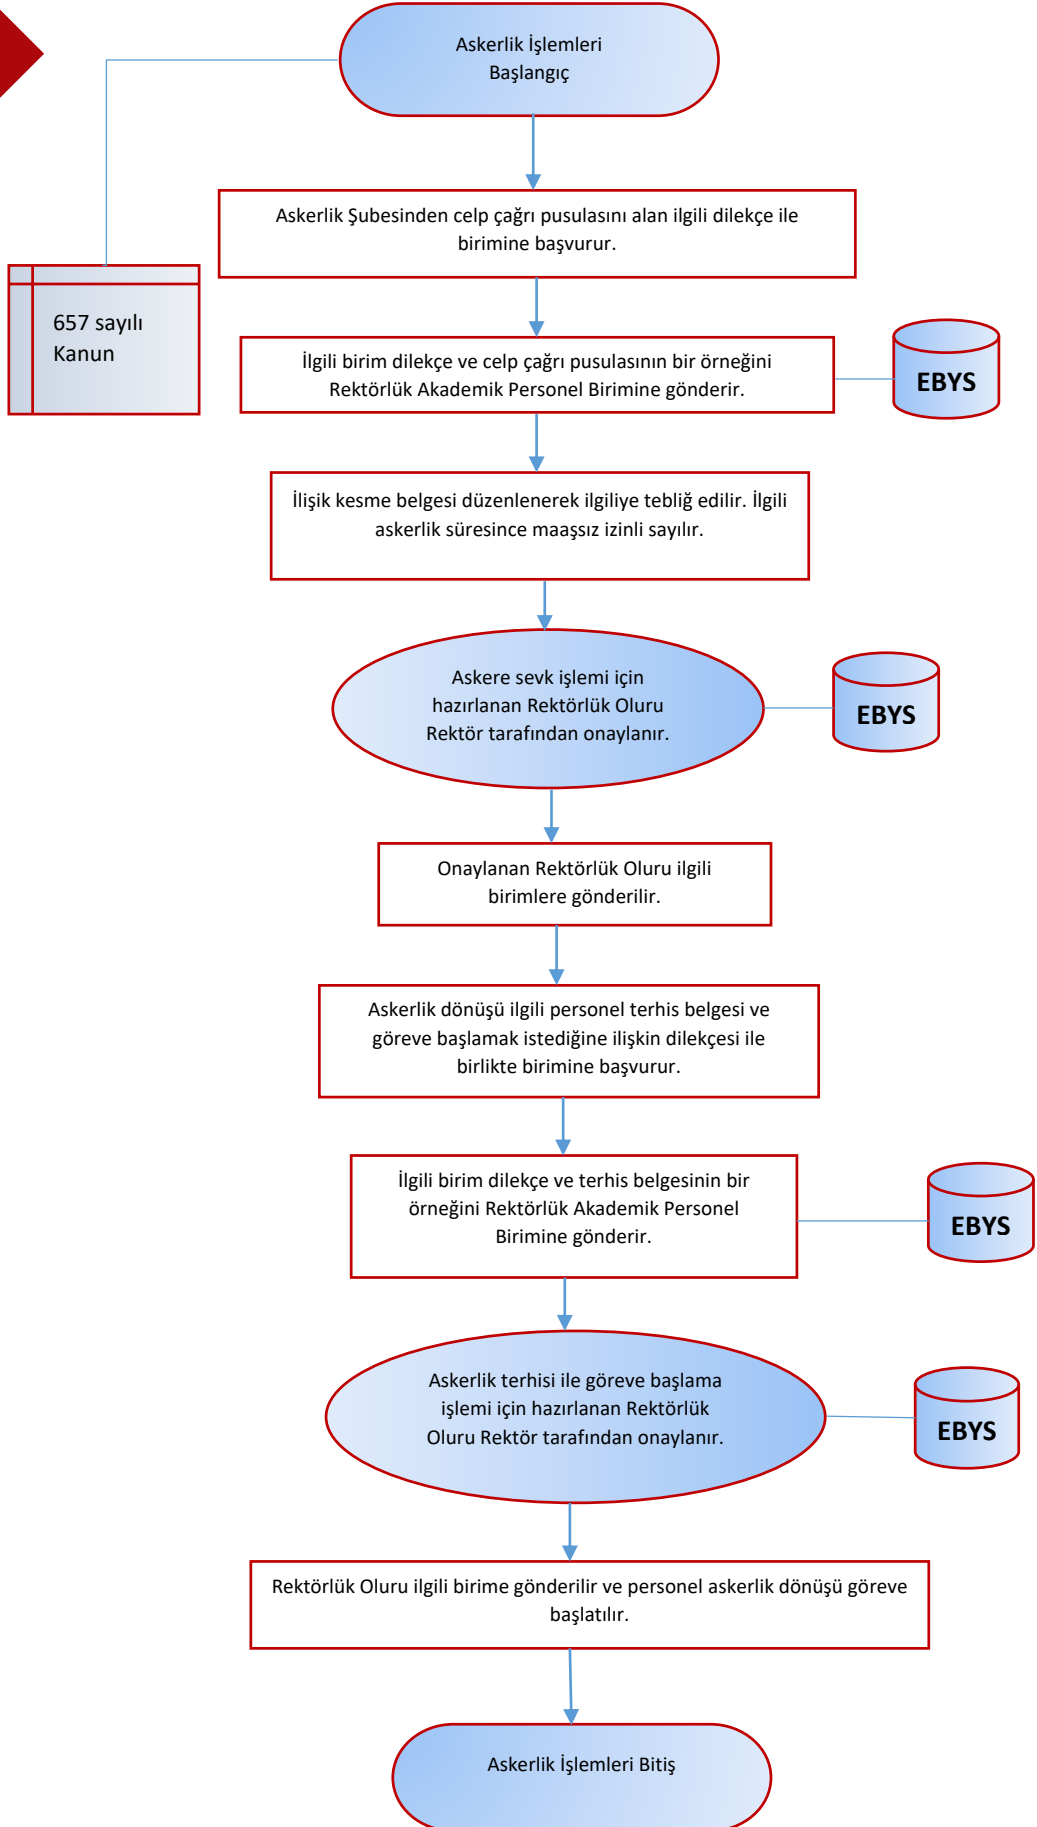 Askerlik İşlemleri
Başlangıç
Askerlik Şubesinden celp çağrı pusulasını alan ilgili dilekçe ile
birimine başvurur.
657 sayılı
Kanun
İlgili birim dilekçe ve celp çağrı pusulasının bir örneğini
Rektörlük Akademik Personel Birimine gönderir.
EBYS
İlişik kesme belgesi düzenlenerek ilgiliye tebliğ edilir. İlgili
askerlik süresince maaşsız izinli sayılır.
Askere sevk işlemi için
hazırlanan Rektörlük Oluru
Rektör tarafından onaylanır.
EBYS
Onaylanan Rektörlük Oluru ilgili
birimlere gönderilir.
Askerlik dönüşü ilgili personel terhis belgesi ve
göreve başlamak istediğine ilişkin dilekçesi ile
birlikte birimine başvurur.
İlgili birim dilekçe ve terhis belgesinin bir
örneğini Rektörlük Akademik Personel
Birimine gönderir.
EBYS
Askerlik terhisi ile göreve başlama
işlemi için hazırlanan Rektörlük
Oluru Rektör tarafından onaylanır.
EBYS
Rektörlük Oluru ilgili birime gönderilir ve personel askerlik dönüşü göreve
başlatılır.
Askerlik İşlemleri Bitiş